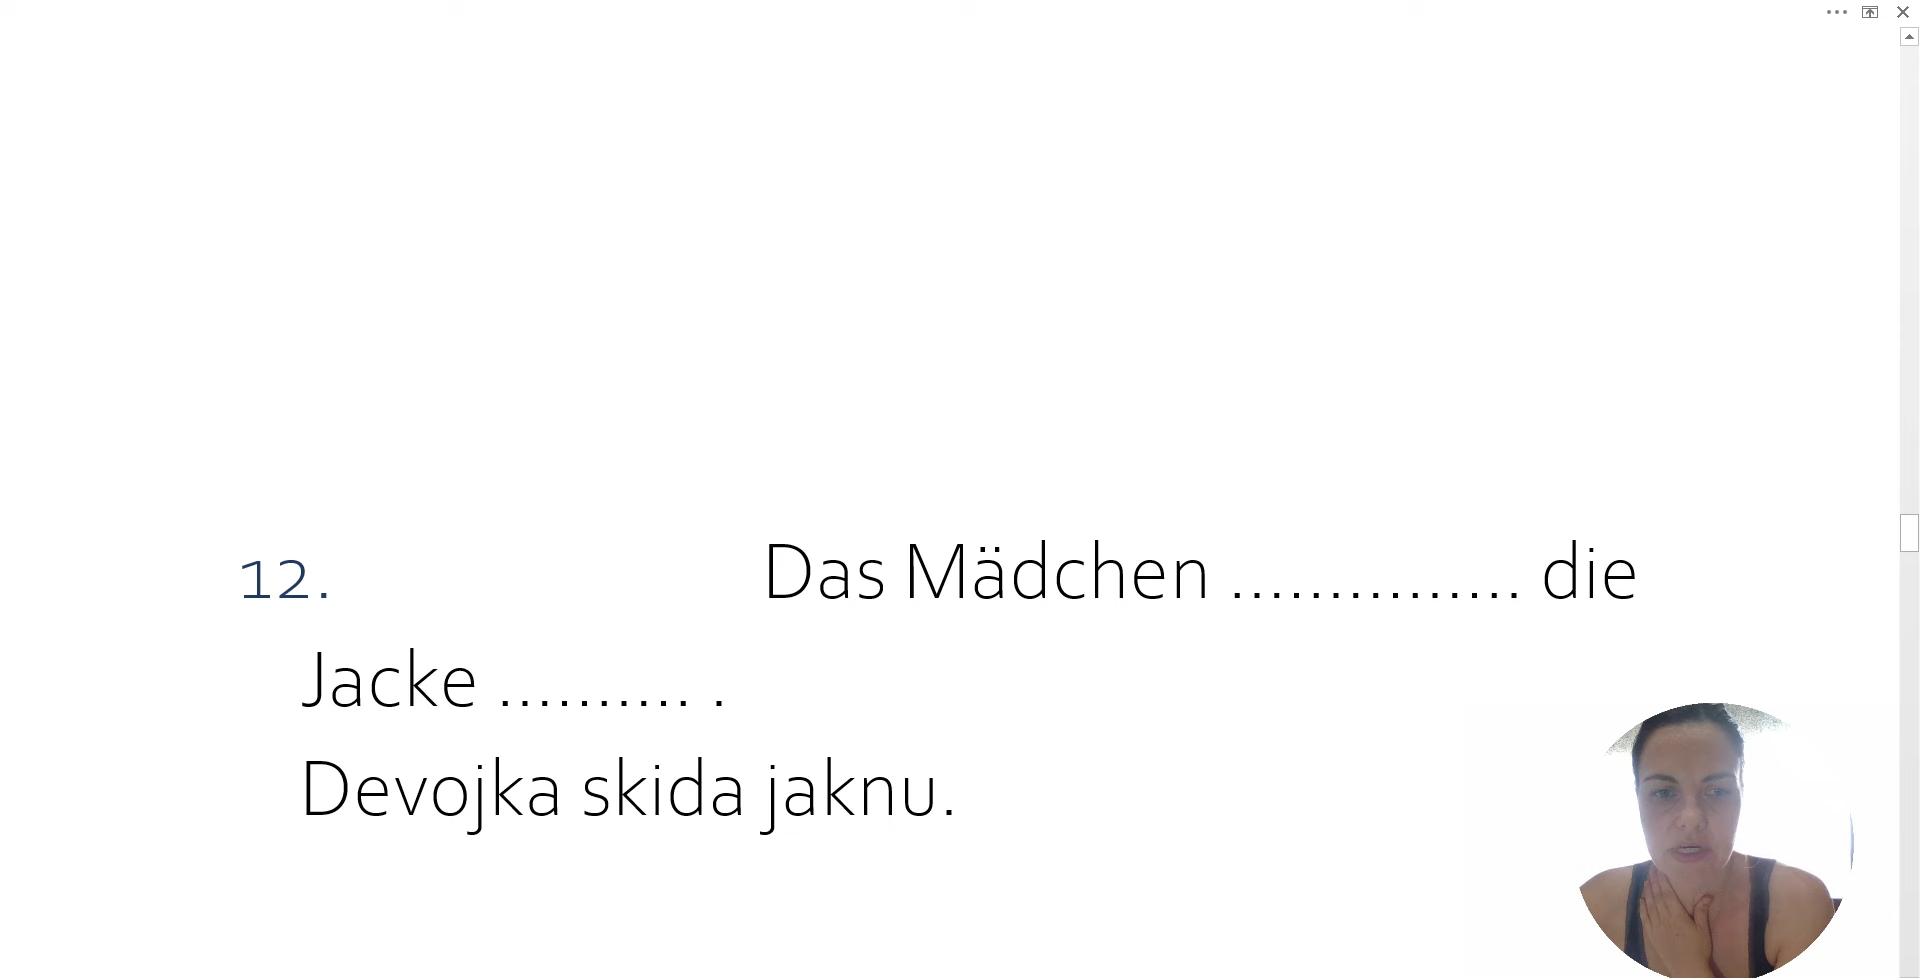 12. Das Mädchen ............... die
Jacke .......... .
Devojka skida jaknu.